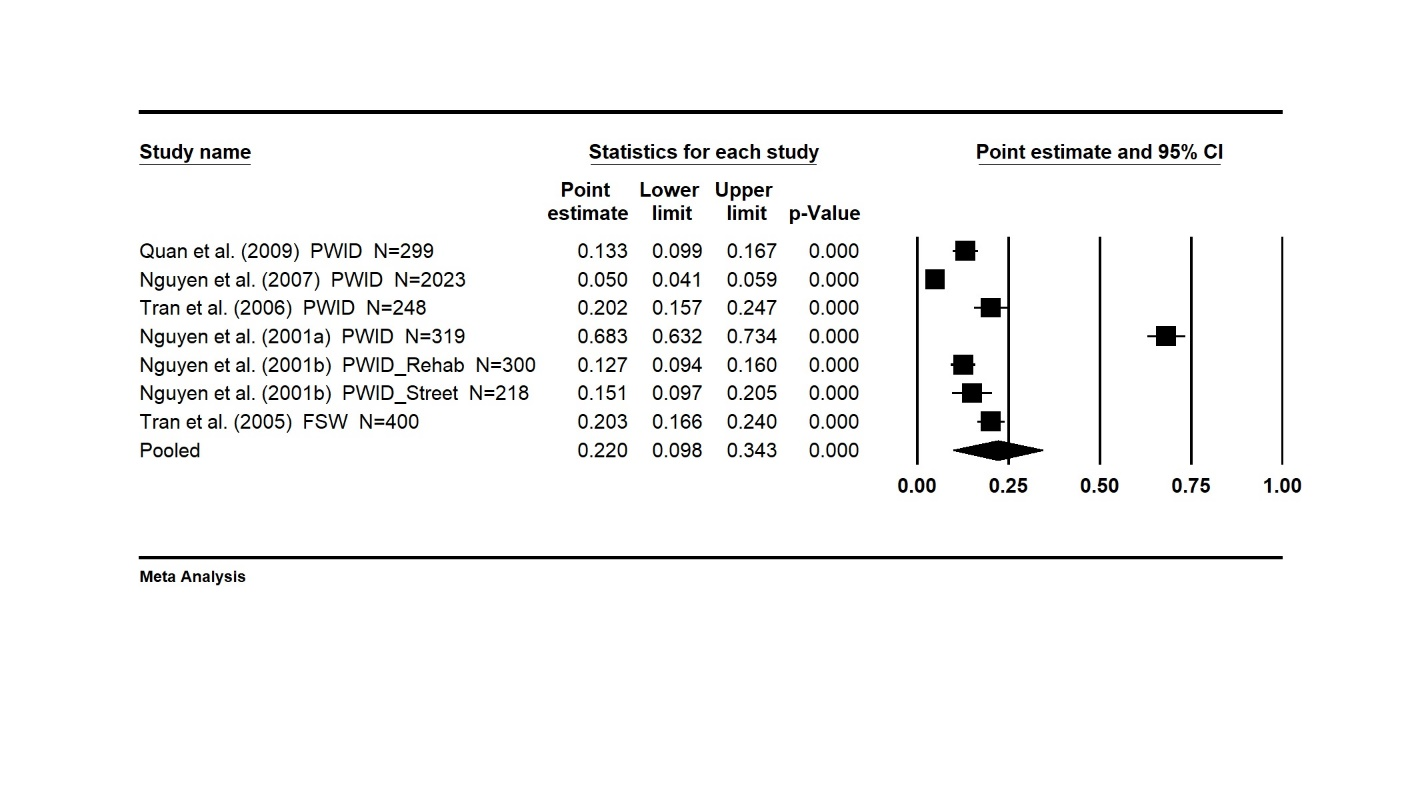 Study name Statistics for each study Point estimate and 95% CI
Point Lower Upper
estimate limit limit p-Value
Quan et al. (2009) PWID N=299 0.133 0.099 0.167 0.000
Nguyen et al. (2007) PWID N=2023 0.050 0.041 0.059 0.000
Tran et al. (2006) PWID N=248 0.202 0.157 0.247 0.000
Nguyen et al. (2001a) PWID N=319 0.683 0.632 0.734 0.000
Nguyen et al. (2001b) PWID_Rehab N=300 0.127 0.094 0.160 0.000
Nguyen et al. (2001b) PWID_Street N=218 0.151 0.097 0.205 0.000
Tran et al. (2005) FSW N=400 0.203 0.166 0.240 0.000
Pooled 0.220 0.098 0.343 0.000
0.00 0.25 0.50 0.75 1.00
Meta Analysis